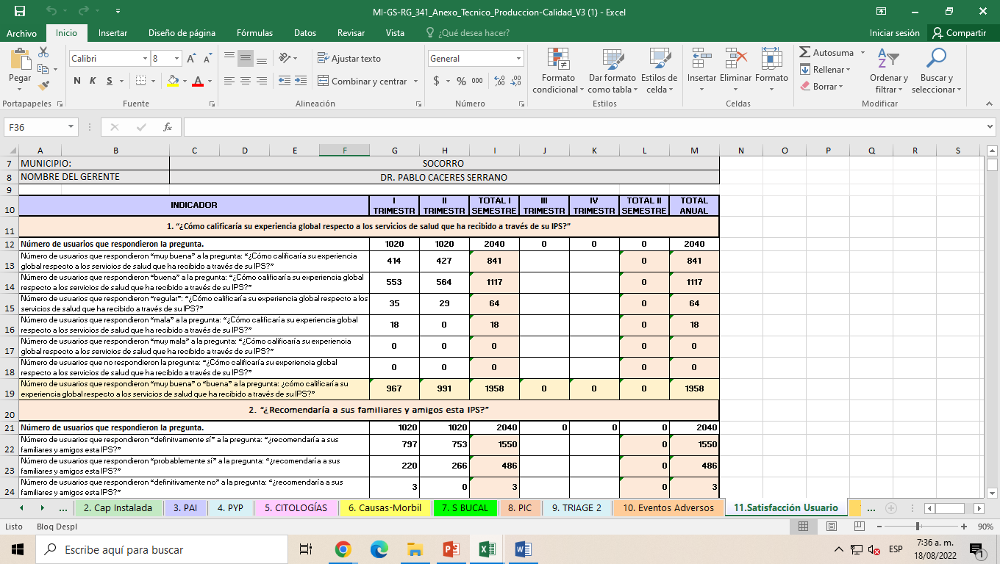 MI-GS-RG_341_Anexo_Tecnico_Produccion-Calidad_V3 (1) - Excel
Archivo Inicio Insertar Diseño de página Fórmulas Datos Revisar Vista ¿Qué desea hacer? Iniciar sesión Compartir
Pegar
Calibri 8
N K S
Ajustar texto
Combinar y centrar
General
$ % 000
Formato condicional
Dar formato como tabla
Estilos de celda
Insertar Eliminar Formato
Autosuma
Rellenar
Borrar
Ordenar y filtrar
Buscar y seleccionar
Portapapeles Fuente Alineación Número Estilos Celdas Modificar
F36 fx
A B C D E F G H I J K L M N O P Q R S
7 MUNICIPIO: SOCORRO
8 NOMBRE DEL GERENTE DR. PABLO CACERES SERRANO
9
10 INDICADOR I TRIMESTR II TRIMESTR TOTAL I SEMESTRE III TRIMESTR IV TRIMESTR TOTAL II SEMESTRE TOTAL ANUAL
11 1. “¿Cómo calificaría su experiencia global respecto a los servicios de salud que ha recibido a través de su IPS?”
12 Número de usuarios que respondieron la pregunta. 1020 1020 2040 0 0 0 2040
13 Número de usuarios que respondieron “muy buena” a la pregunta: “¿Cómo calificaría su experiencia global respecto a los servicios de salud que ha recibido a través de su IPS?” 414 427 841 0 841
14 Número de usuarios que respondieron “buena” a la pregunta: “¿Cómo calificaría su experiencia global respecto a los servicios de salud que ha recibido a través de su IPS?” 553 564 1117 0 1117
15 Número de usuarios que respondieron “regular”: “¿Cómo calificaría su experiencia global respecto a los servicios de salud que ha recibido a través de su IPS?” 35 29 64 0 64
16 Número de usuarios que respondieron “mala” a la pregunta: “¿Cómo calificaría su experiencia global respecto a los servicios de salud que ha recibido a través de su IPS?” 18 0 18 0 18
17 Número de usuarios que respondieron “muy mala” a la pregunta: “¿Cómo calificaría su experiencia global respecto a los servicios de salud que ha recibido a través de su IPS?” 0 0 0 0 0
18 Número de usuarios que no respondieron la pregunta: “¿Cómo calificaría su experiencia global respecto a los servicios de salud que ha recibido a través de su IPS?” 0 0 0 0 0
19 Número de usuarios que respondieron “muy buena” o “buena” a la pregunta: ¿cómo calificaría su experiencia global respecto a los servicios de salud que ha recibido a través de su IPS?” 967 991 1958 0 0 0 1958
20 2. “¿Recomendaría a sus familiares y amigos esta IPS?”
21 Número de usuarios que respondieron la pregunta. 1020 1020 2040 0 0 0 2040
22 Número de usuarios que respondieron “definitvamente sí” a la pregunta: “¿recomendaría a sus familiares y amigos esta IPS?” 797 753 1550 0 1550
23 Número de usuarios que respondieron “probablemente sí” a la pregunta: “¿recomendaría a sus familiares y amigos esta IPS?” 220 266 486 0 486
24 Número de usuarios que respondieron “definitivamente no” a la pregunta: “¿recomendaría a sus familiares y amigos esta IPS?” 3 0 3 0 3
... 2. Cap Instalada 3. PAI 4. PYP 5. CITOLOGÍAS 6. Causas-Morbil 7. S BUCAL 8. PIC 9. TRIAGE 2 10. Eventos Adversos 11.Satisfacción Usuario ...
Listo Bloq Despl 90%
Escribe aquí para buscar
ESP
7:36 a. m.
18/08/2022
1